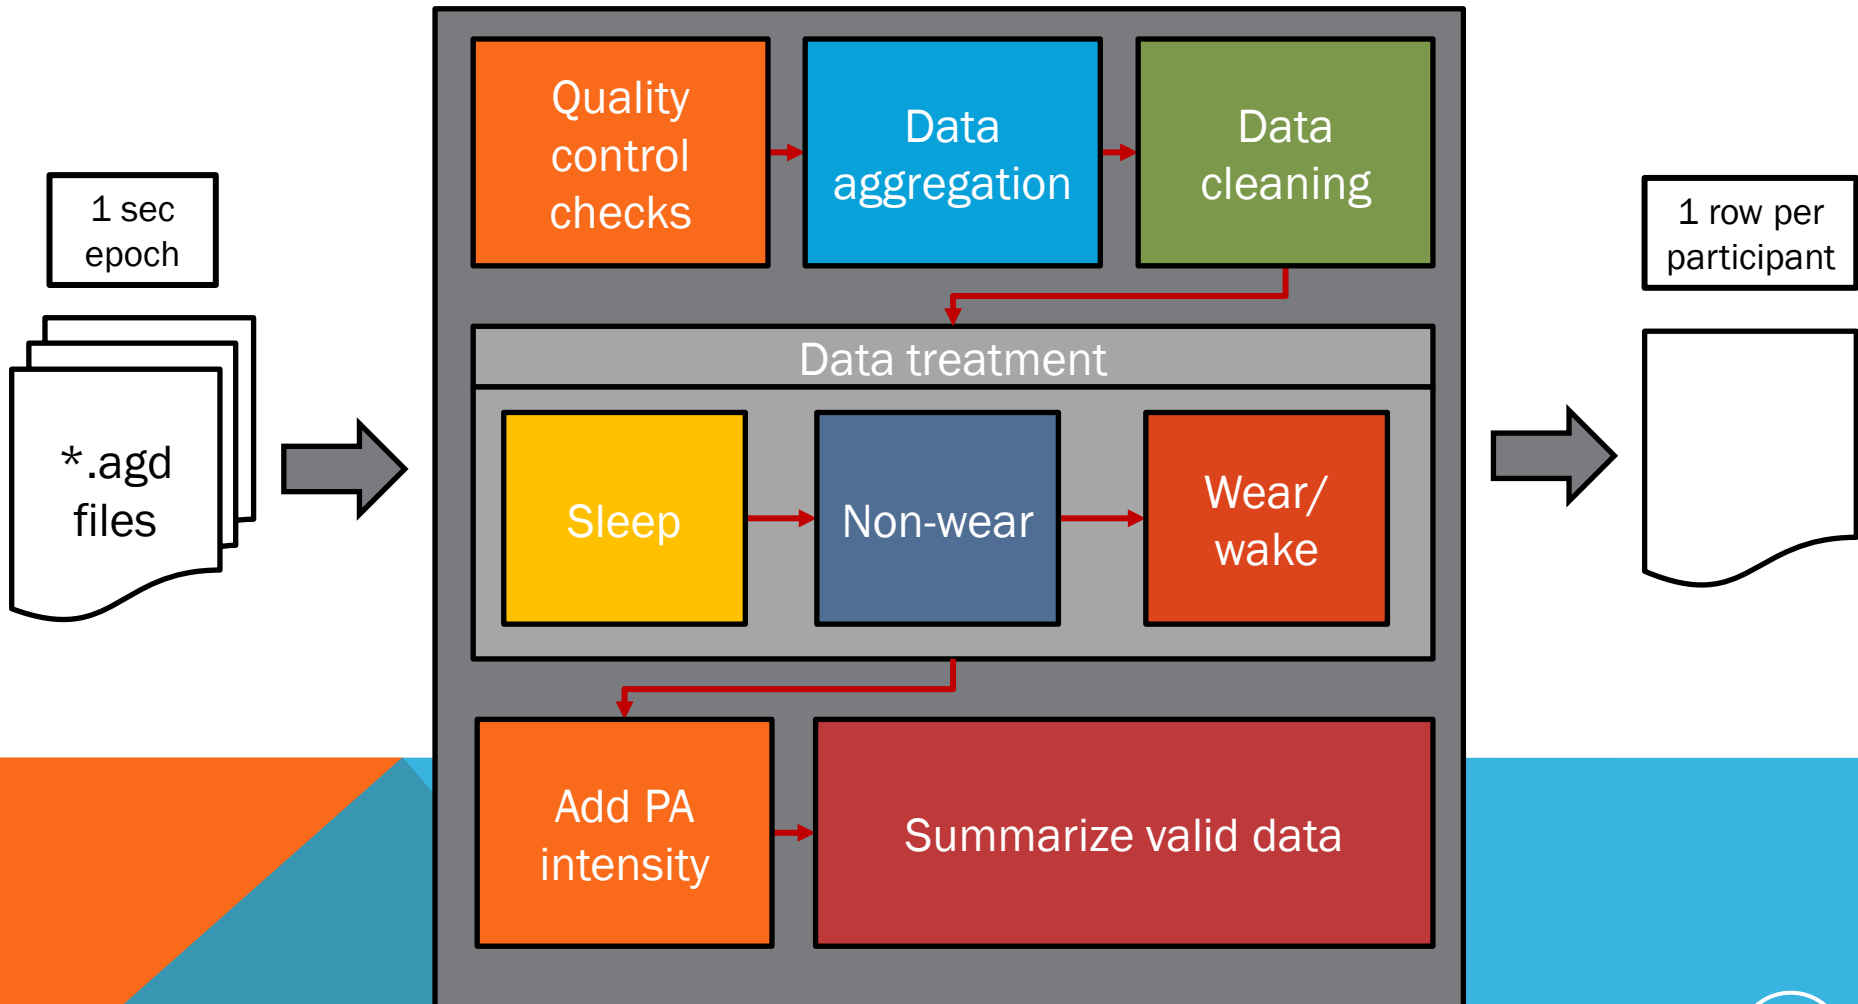 1 sec
epoch
*.agd
files
Quality
control
checks
Data
aggregation
Data
cleaning
Data treatment
Sleep
Non-wear
Wear/
wake
Add PA
intensity
Summarize valid data
1 row per
participant